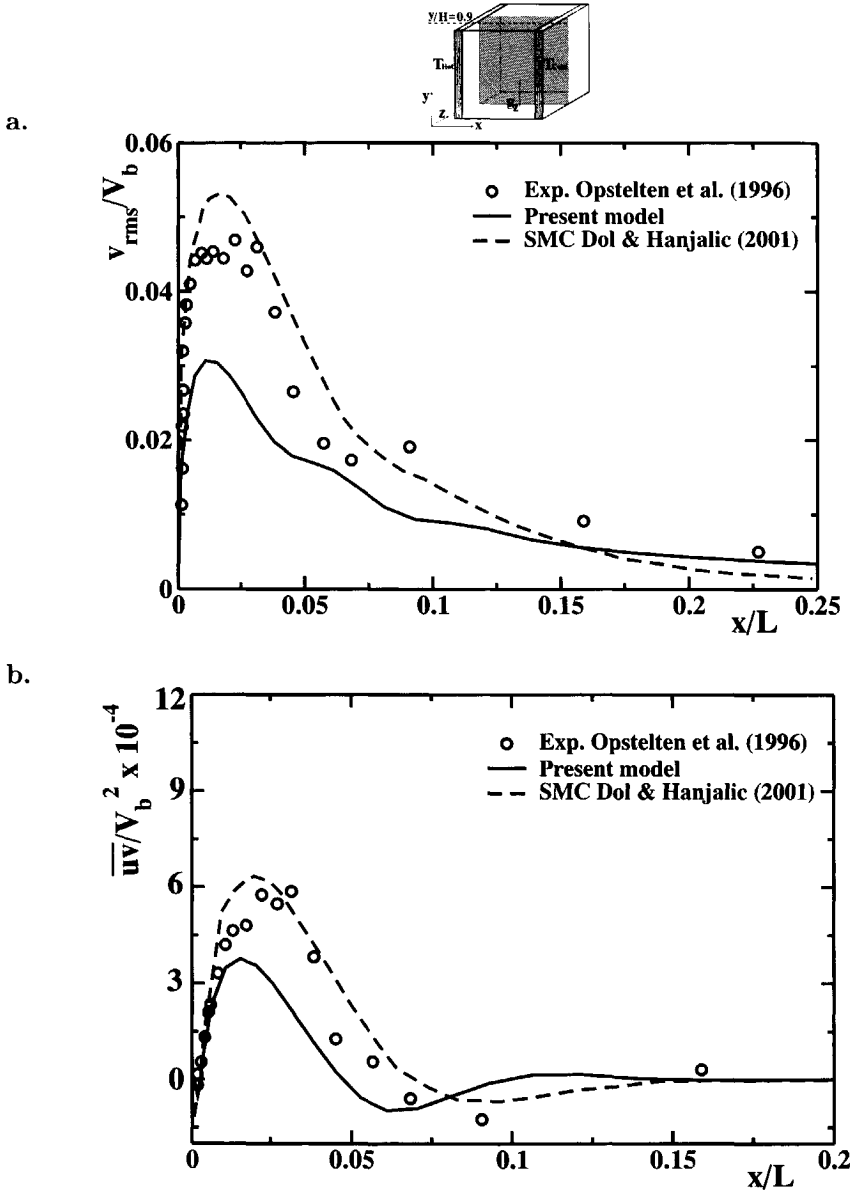 y/H=0.9
y
z
x
a.
v_rms/V_b
0.06
0.04
0.02
0
Exp. Opstelten et al. (1996)
Present model
SMC Dol & Hanjalic (2001)
0 0.05 0.1 0.15 0.2 0.25
x/L
b.
u̅v̅/V_b² x 10⁻⁴
12
9
6
3
0
Exp. Opstelten et al. (1996)
Present model
SMC Dol & Hanjalic (2001)
0 0.05 0.1 0.15 0.2
x/L